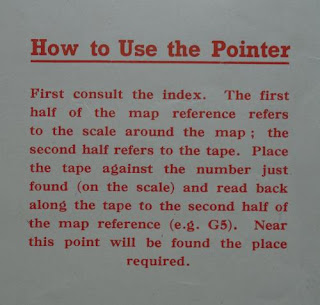 How to Use the Pointer
First consult the index. The first
half of the map reference refers
to the scale around the map ; the
second half refers to the tape. Place
the tape against the number just
found (on the scale) and read back
along the tape to the second half of
the map reference (e.g. G5). Near
this point will be found the place
required.